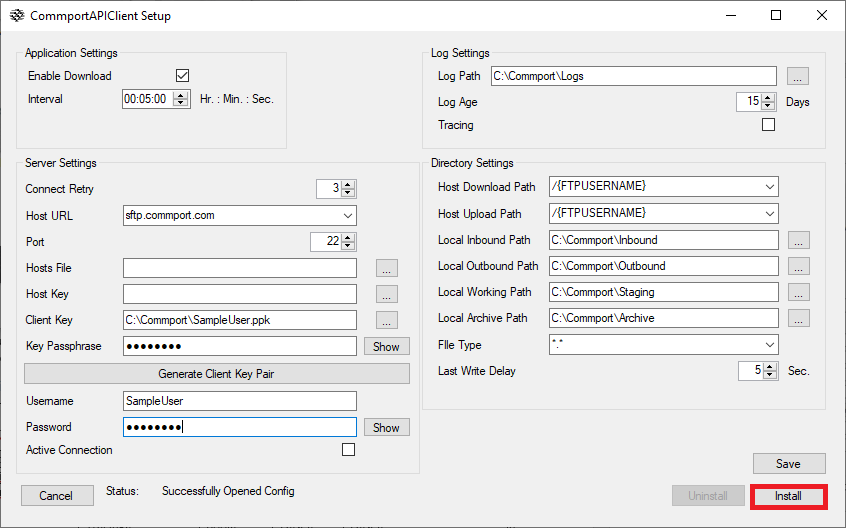 CommportAPIClient Setup
Application Settings
Enable Download
Interval 00:05:00 Hr. : Min. : Sec.
Log Settings
Log Path C:\Commport\Logs ...
Log Age 15 Days
Tracing
Server Settings
Connect Retry 3
Host URL sftp.commport.com
Port 22
Hosts File ...
Host Key ...
Client Key C:\Commport\SampleUser.ppk ...
Key Passphrase ●●●●●●●● Show
Generate Client Key Pair
Username SampleUser
Password ●●●●●●●● Show
Active Connection
Directory Settings
Host Download Path /{FTPUSERNAME}
Host Upload Path /{FTPUSERNAME}
Local Inbound Path C:\Commport\Inbound ...
Local Outbound Path C:\Commport\Outbound ...
Local Working Path C:\Commport\Staging ...
Local Archive Path C:\Commport\Archive ...
FIle Type *.*
Last Write Delay 5 Sec.
Save
Cancel Status: Successfully Opened Config Uninstall Install